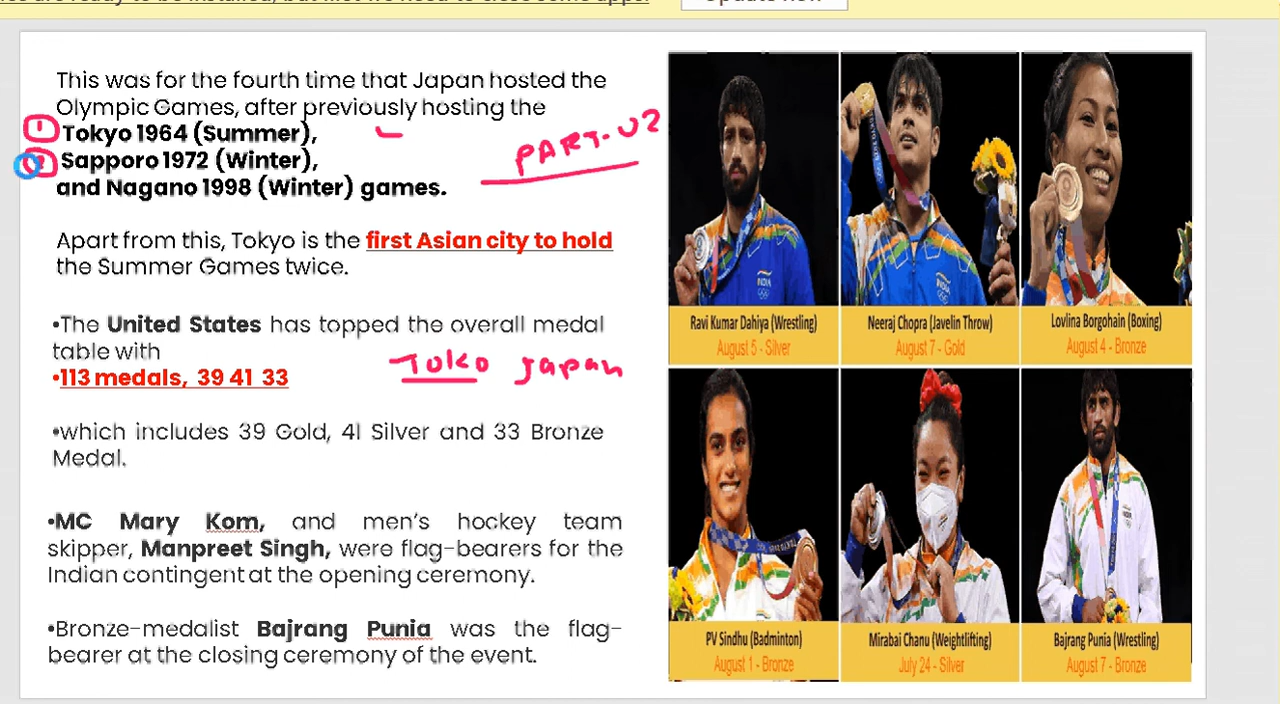 Update now
This was for the fourth time that Japan hosted the
Olympic Games, after previously hosting the
1 Tokyo 1964 (Summer),
Sapporo 1972 (Winter),
and Nagano 1998 (Winter) games.
PART-02
Apart from this, Tokyo is the first Asian city to hold
the Summer Games twice.
•The United States has topped the overall medal
table with
•113 medals, 39 41 33
Toko Japan
•which includes 39 Gold, 41 Silver and 33 Bronze
Medal.
•MC Mary Kom, and men's hockey team
skipper, Manpreet Singh, were flag-bearers for the
Indian contingent at the opening ceremony.
•Bronze-medalist Bajrang Punia was the flag-
bearer at the closing ceremony of the event.
INDIA
INDIA
Ravi Kumar Dahiya (Wrestling)
August 5 - Silver
Neeraj Chopra (Javelin Throw)
August 7 - Gold
Lovlina Borgohain (Boxing)
August 4 - Bronze
PV Sindhu (Badminton)
August 1 - Bronze
Mirabai Chanu (Weightlifting)
July 24 - Silver
Bajrang Punia (Wrestling)
August 7 - Bronze